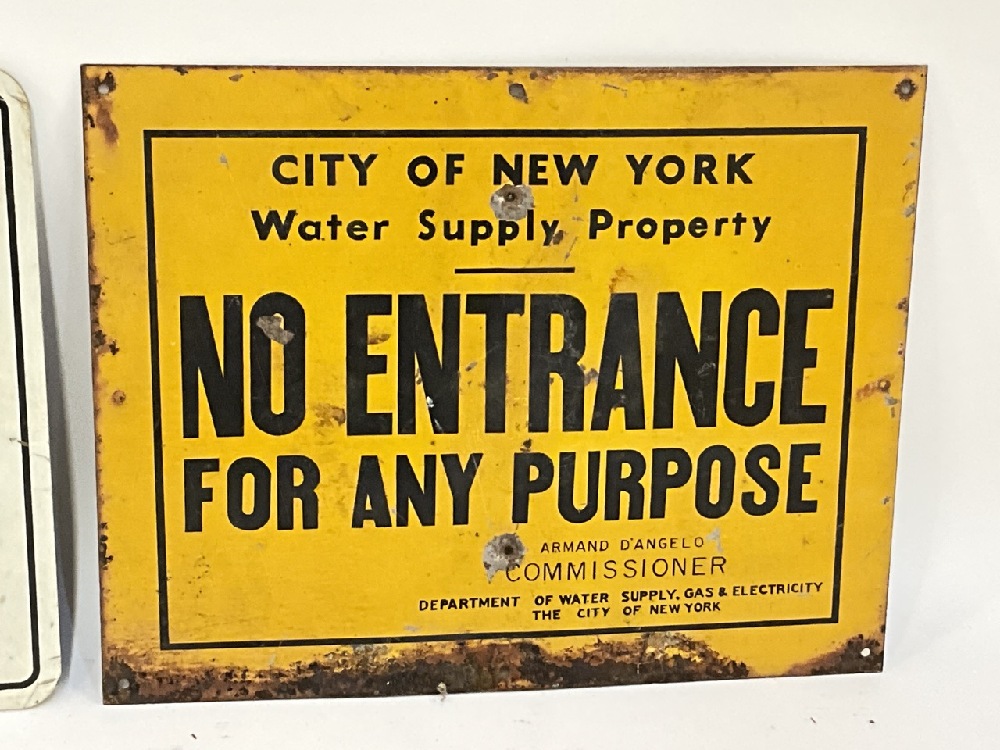 CITY OF NEW YORK
Water Supply Property
NO ENTRANCE
FOR ANY PURPOSE
ARMAND D'ANGELO
COMMISSIONER
DEPARTMENT OF WATER SUPPLY, GAS & ELECTRICITY
THE CITY OF NEW YORK